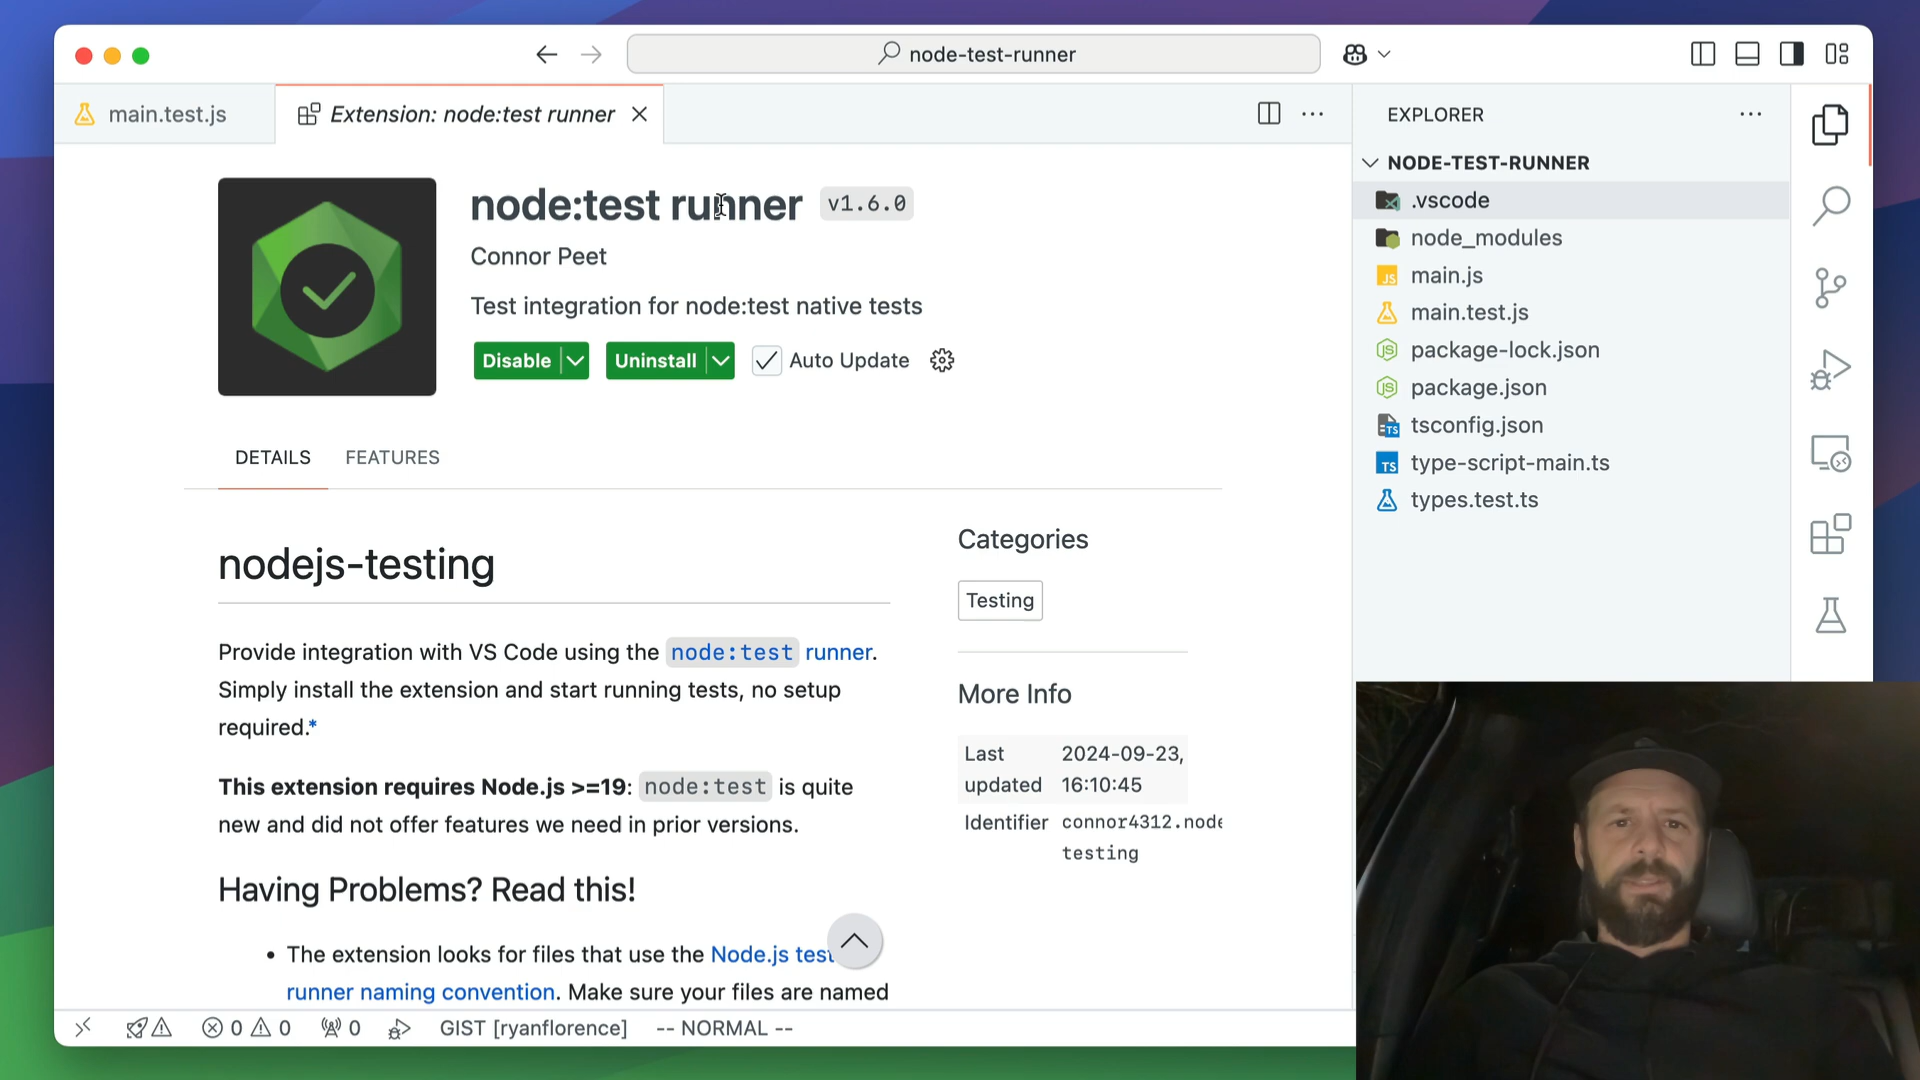 node-test-runner
main.test.js
Extension: node:test runner
EXPLORER
NODE-TEST-RUNNER
.vscode
node_modules
JS main.js
main.test.js
JS package-lock.json
JS package.json
TS tsconfig.json
TS type-script-main.ts
types.test.ts
node:test runner v1.6.0
Connor Peet
Test integration for node:test native tests
Disable Uninstall Auto Update
DETAILS FEATURES
nodejs-testing
Provide integration with VS Code using the node:test runner.
Simply install the extension and start running tests, no setup
required.*
This extension requires Node.js >=19: node:test is quite
new and did not offer features we need in prior versions.
Having Problems? Read this!
• The extension looks for files that use the Node.js test
runner naming convention. Make sure your files are named
Categories
Testing
More Info
Last updated 2024-09-23, 16:10:45
Identifier connor4312.node
testing
0 0 0 GIST [ryanflorence] -- NORMAL --